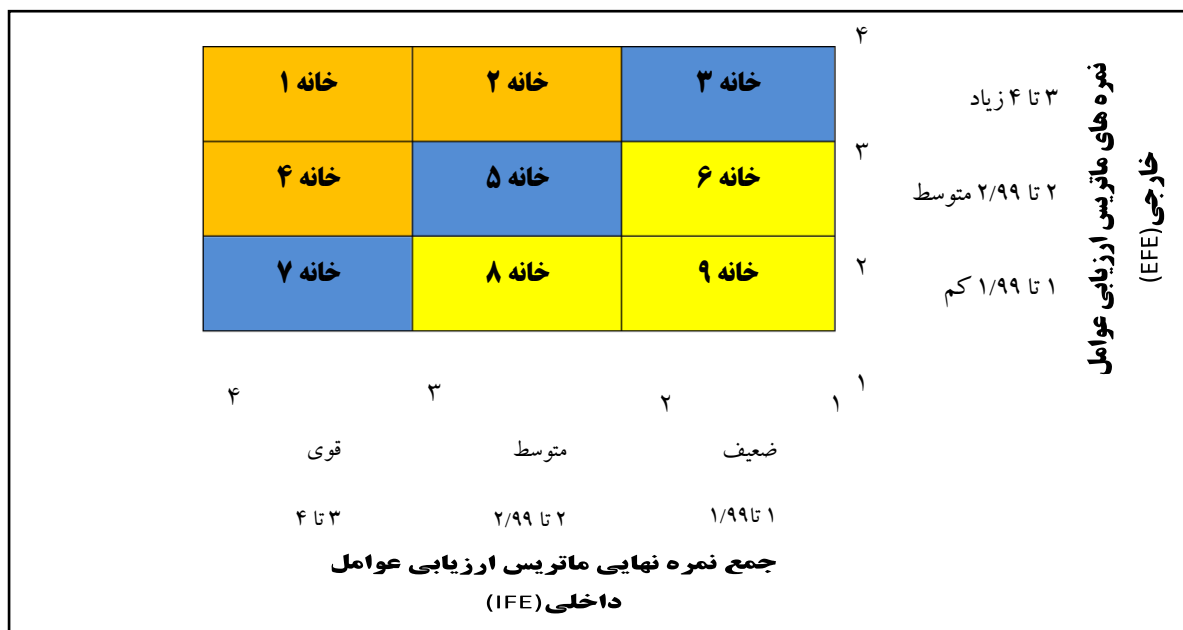 ۴
خانه ۱
خانه ۲
خانه ۳
۳ تا ۴ زیاد
۳
خانه ۴
خانه ۵
خانه ۶
۲ تا ۲/۹۹ متوسط
۲
خانه ۷
خانه ۸
خانه ۹
۱ تا ۱/۹۹ کم
۱
نمره های ماتریس ارزیابی عوامل
خارجی(EFE)
۴
۳
۲
۱
قوی
متوسط
ضعیف
۳ تا ۴
۲ تا ۲/۹۹
۱ تا۱/۹۹
جمع نمره نهایی ماتریس ارزیابی عوامل
داخلی(IFE)